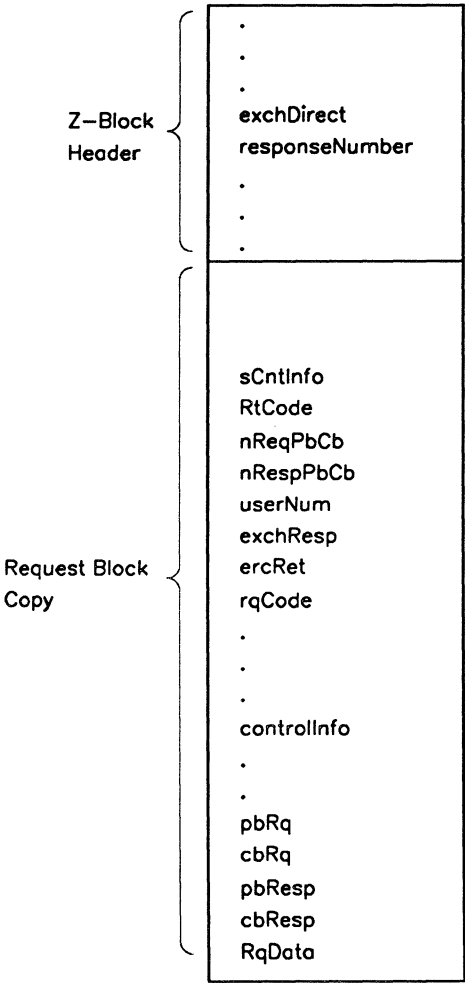 .
.
.
Z-Block
Header
exchDirect
responseNumber
.
.
.
sCntInfo
RtCode
nReqPbCb
nRespPbCb
userNum
exchResp
Request Block
Copy
ercRet
rqCode
.
.
.
controlInfo
.
.
pbRq
cbRq
pbResp
cbResp
RqData